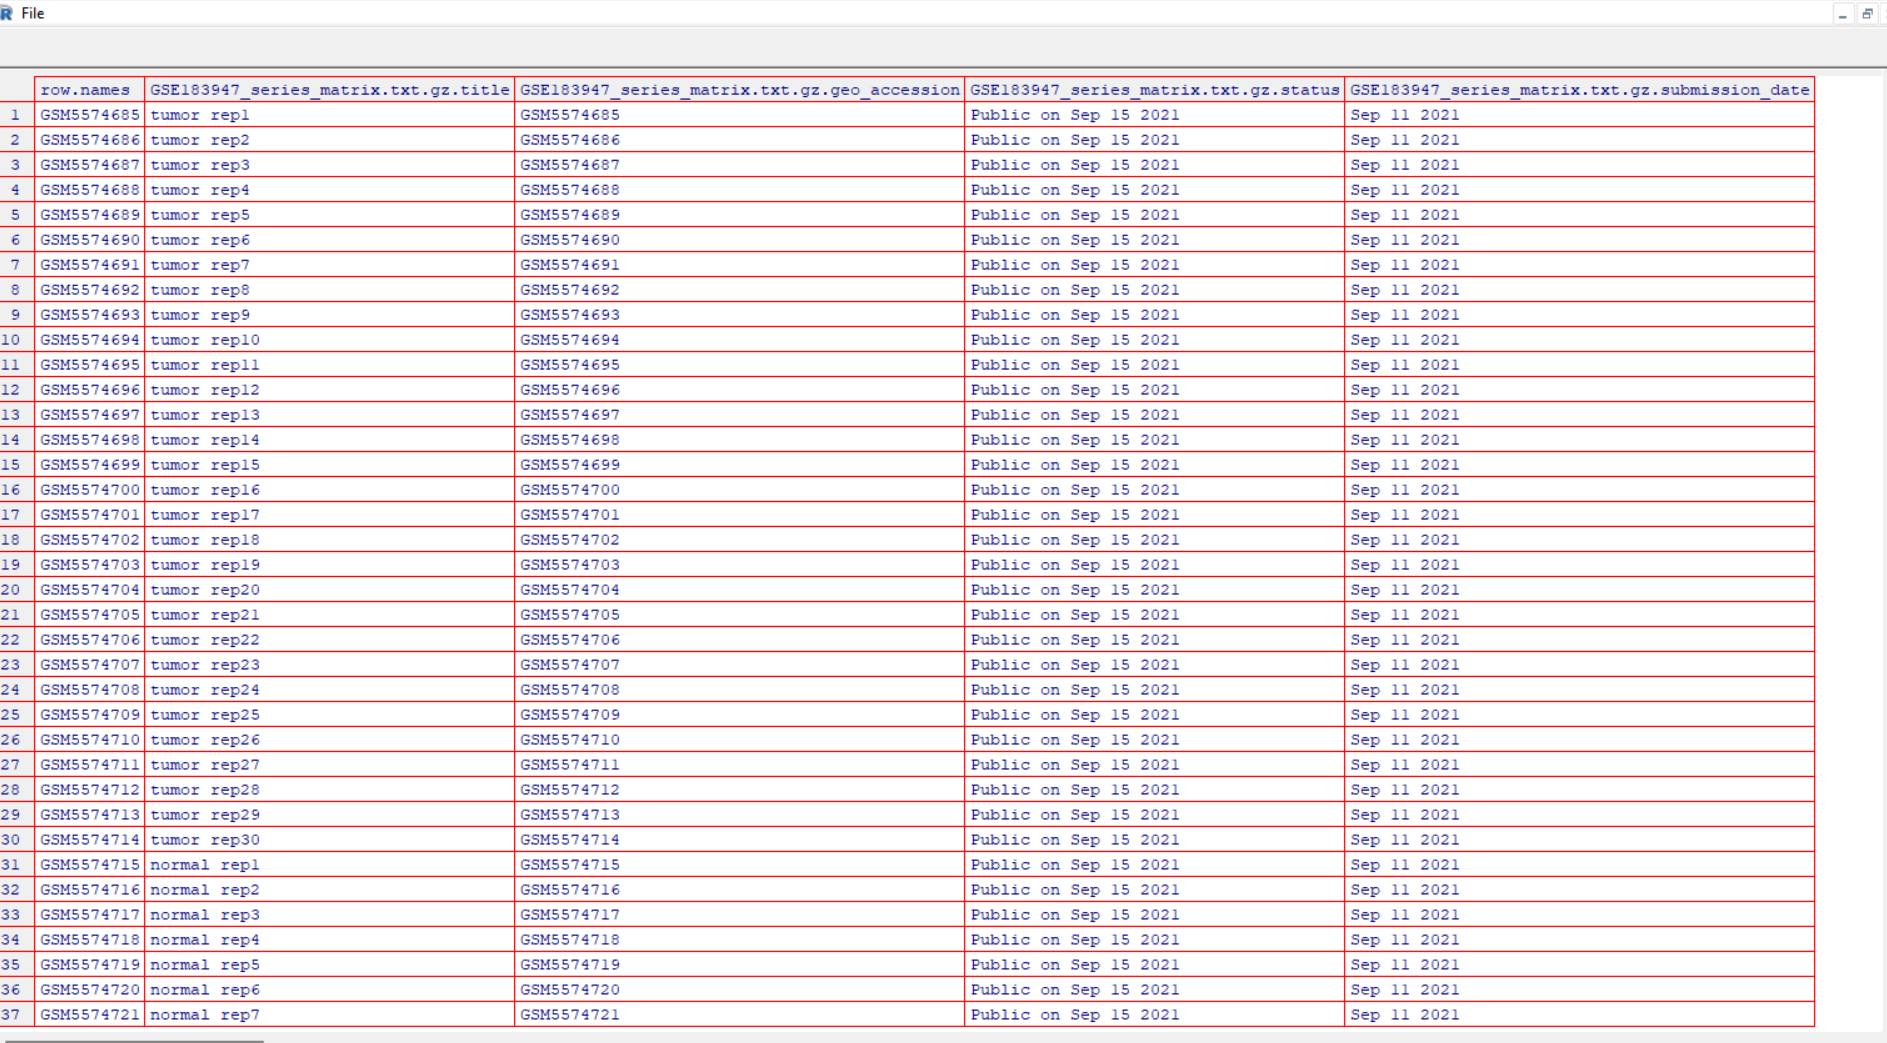 R File
row.names GSE183947_series_matrix.txt.gz.title GSE183947_series_matrix.txt.gz.geo_accession GSE183947_series_matrix.txt.gz.status GSE183947_series_matrix.txt.gz.submission_date
1 GSM5574685 tumor rep1 GSM5574685 Public on Sep 15 2021 Sep 11 2021
2 GSM5574686 tumor rep2 GSM5574686 Public on Sep 15 2021 Sep 11 2021
3 GSM5574687 tumor rep3 GSM5574687 Public on Sep 15 2021 Sep 11 2021
4 GSM5574688 tumor rep4 GSM5574688 Public on Sep 15 2021 Sep 11 2021
5 GSM5574689 tumor rep5 GSM5574689 Public on Sep 15 2021 Sep 11 2021
6 GSM5574690 tumor rep6 GSM5574690 Public on Sep 15 2021 Sep 11 2021
7 GSM5574691 tumor rep7 GSM5574691 Public on Sep 15 2021 Sep 11 2021
8 GSM5574692 tumor rep8 GSM5574692 Public on Sep 15 2021 Sep 11 2021
9 GSM5574693 tumor rep9 GSM5574693 Public on Sep 15 2021 Sep 11 2021
10 GSM5574694 tumor rep10 GSM5574694 Public on Sep 15 2021 Sep 11 2021
11 GSM5574695 tumor rep11 GSM5574695 Public on Sep 15 2021 Sep 11 2021
12 GSM5574696 tumor rep12 GSM5574696 Public on Sep 15 2021 Sep 11 2021
13 GSM5574697 tumor rep13 GSM5574697 Public on Sep 15 2021 Sep 11 2021
14 GSM5574698 tumor rep14 GSM5574698 Public on Sep 15 2021 Sep 11 2021
15 GSM5574699 tumor rep15 GSM5574699 Public on Sep 15 2021 Sep 11 2021
16 GSM5574700 tumor rep16 GSM5574700 Public on Sep 15 2021 Sep 11 2021
17 GSM5574701 tumor rep17 GSM5574701 Public on Sep 15 2021 Sep 11 2021
18 GSM5574702 tumor rep18 GSM5574702 Public on Sep 15 2021 Sep 11 2021
19 GSM5574703 tumor rep19 GSM5574703 Public on Sep 15 2021 Sep 11 2021
20 GSM5574704 tumor rep20 GSM5574704 Public on Sep 15 2021 Sep 11 2021
21 GSM5574705 tumor rep21 GSM5574705 Public on Sep 15 2021 Sep 11 2021
22 GSM5574706 tumor rep22 GSM5574706 Public on Sep 15 2021 Sep 11 2021
23 GSM5574707 tumor rep23 GSM5574707 Public on Sep 15 2021 Sep 11 2021
24 GSM5574708 tumor rep24 GSM5574708 Public on Sep 15 2021 Sep 11 2021
25 GSM5574709 tumor rep25 GSM5574709 Public on Sep 15 2021 Sep 11 2021
26 GSM5574710 tumor rep26 GSM5574710 Public on Sep 15 2021 Sep 11 2021
27 GSM5574711 tumor rep27 GSM5574711 Public on Sep 15 2021 Sep 11 2021
28 GSM5574712 tumor rep28 GSM5574712 Public on Sep 15 2021 Sep 11 2021
29 GSM5574713 tumor rep29 GSM5574713 Public on Sep 15 2021 Sep 11 2021
30 GSM5574714 tumor rep30 GSM5574714 Public on Sep 15 2021 Sep 11 2021
31 GSM5574715 normal rep1 GSM5574715 Public on Sep 15 2021 Sep 11 2021
32 GSM5574716 normal rep2 GSM5574716 Public on Sep 15 2021 Sep 11 2021
33 GSM5574717 normal rep3 GSM5574717 Public on Sep 15 2021 Sep 11 2021
34 GSM5574718 normal rep4 GSM5574718 Public on Sep 15 2021 Sep 11 2021
35 GSM5574719 normal rep5 GSM5574719 Public on Sep 15 2021 Sep 11 2021
36 GSM5574720 normal rep6 GSM5574720 Public on Sep 15 2021 Sep 11 2021
37 GSM5574721 normal rep7 GSM5574721 Public on Sep 15 2021 Sep 11 2021